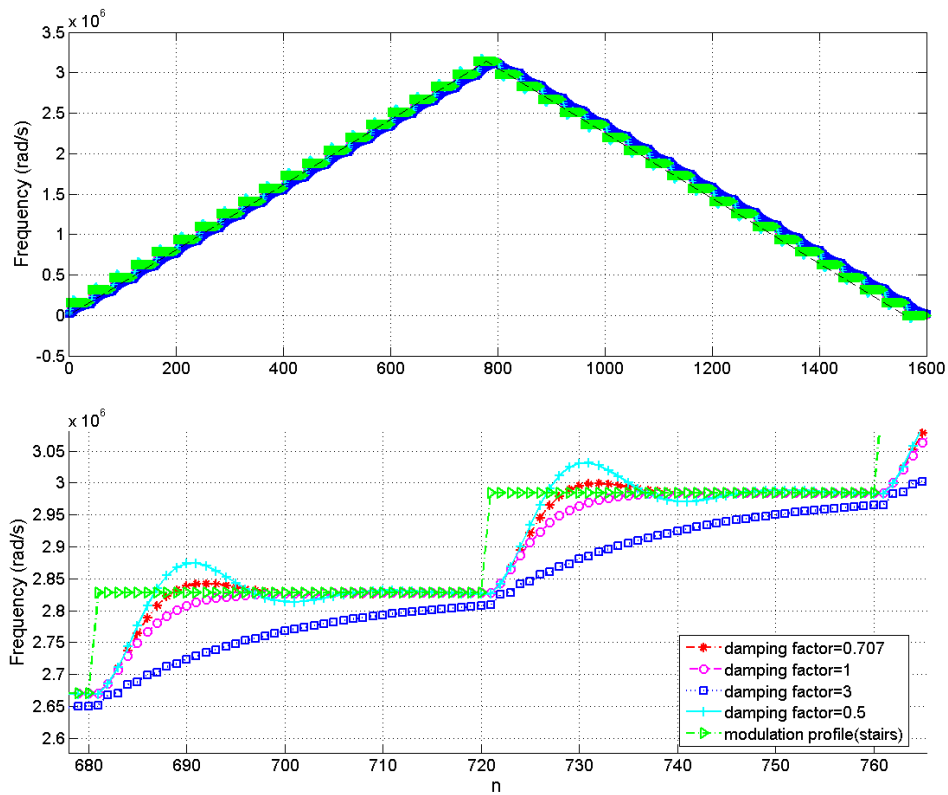 x 10^6
3.5
3
2.5
2
1.5
1
0.5
0
-0.5
Frequency (rad/s)
0 200 400 600 800 1000 1200 1400 1600
x 10^6
3.05
3
2.95
2.9
2.85
2.8
2.75
2.7
2.65
2.6
Frequency (rad/s)
damping factor=0.707
damping factor=1
damping factor=3
damping factor=0.5
modulation profile(stairs)
680 690 700 710 720 730 740 750 760
n